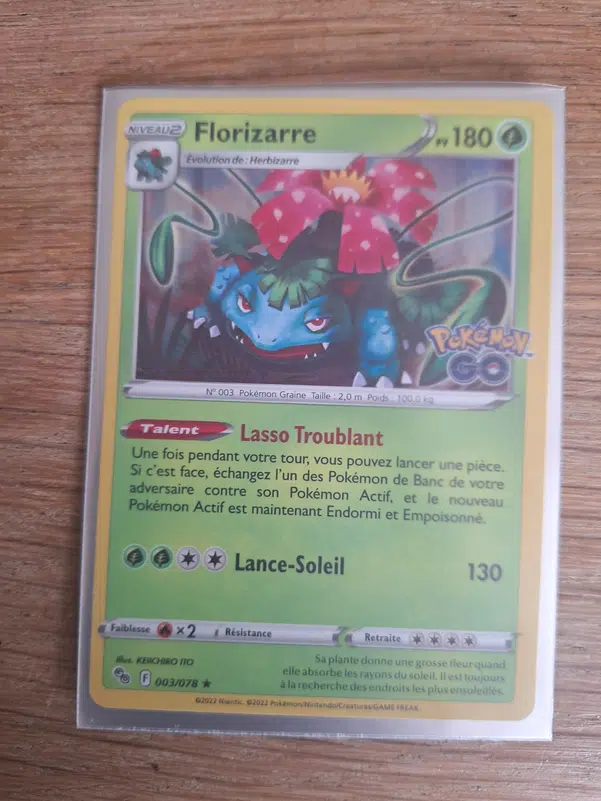 NIVEAU 2
Florizarre
PV 180
Évolution de : Herbizarre
Pokémon
GO
N° 003 Pokémon Graine Taille : 2,0 m Poids : 100,0 kg
Talent Lasso Troublant
Une fois pendant votre tour, vous pouvez lancer une pièce.
Si c'est face, échangez l'un des Pokémon de Banc de votre
adversaire contre son Pokémon Actif, et le nouveau
Pokémon Actif est maintenant Endormi et Empoisonné.
Lance-Soleil 130
Faiblesse ×2 Résistance Retraite
Illus. KEIICHIRO ITO
F 003/078 ★
Sa plante donne une grosse fleur quand
elle absorbe les rayons du soleil. Il est toujours
à la recherche des endroits les plus ensoleillés.
©2022 Niantic. ©2022 Pokémon/Nintendo/Creatures/GAME FREAK.